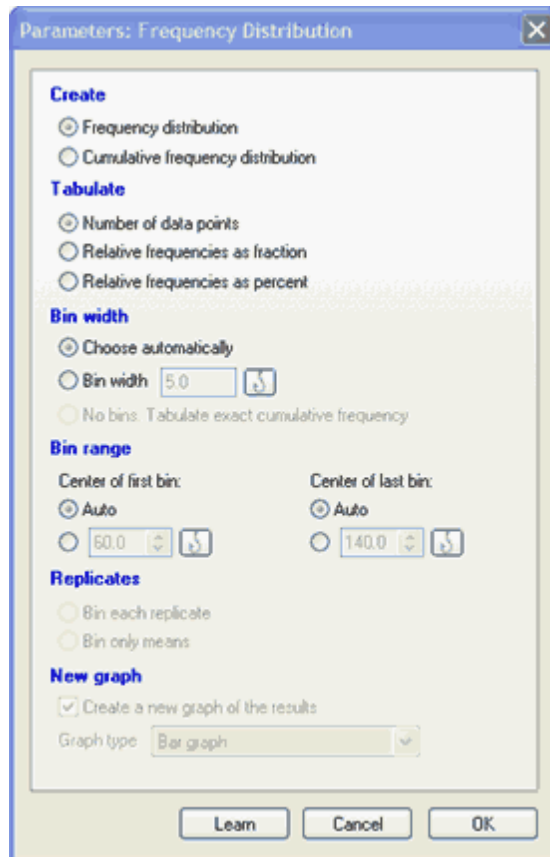 Parameters: Frequency Distribution
Create
Frequency distribution
Cumulative frequency distribution
Tabulate
Number of data points
Relative frequencies as fraction
Relative frequencies as percent
Bin width
Choose automatically
Bin width 5.0
No bins. Tabulate exact cumulative frequency
Bin range
Center of first bin: Center of last bin:
Auto Auto
60.0 140.0
Replicates
Bin each replicate
Bin only means
New graph
Create a new graph of the results
Graph type Bar graph
Learn Cancel OK